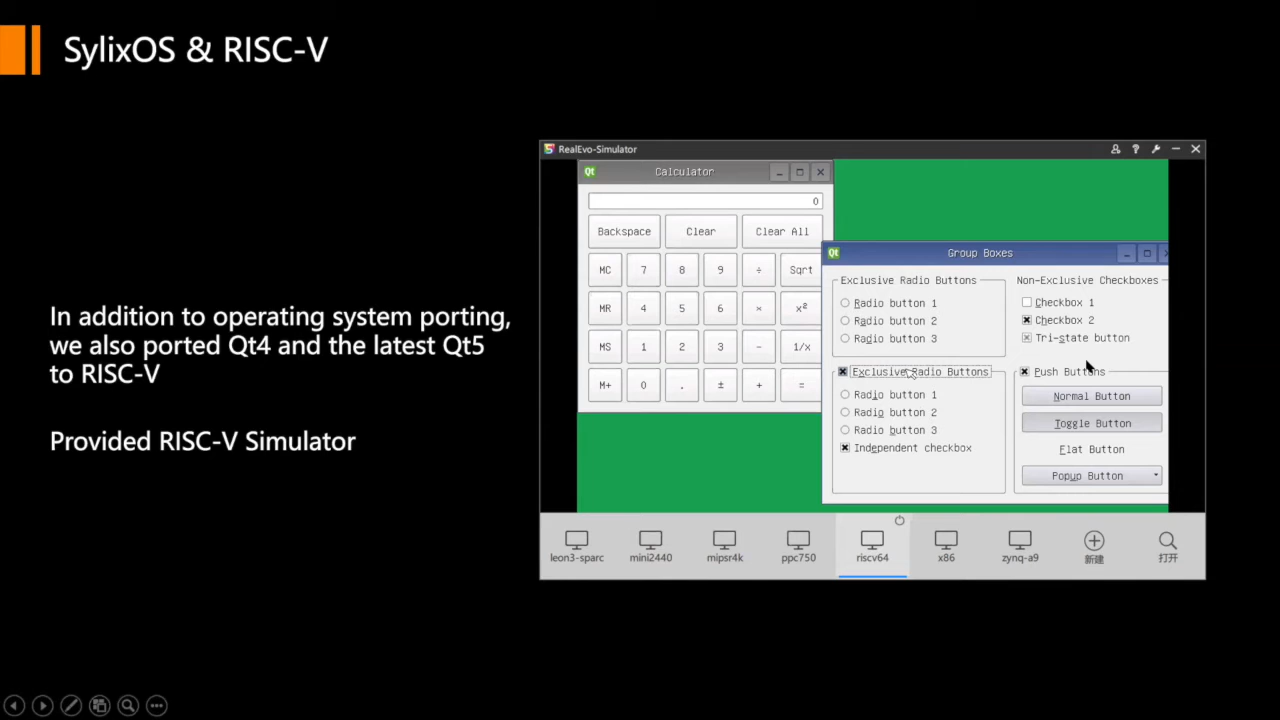 SylixOS & RISC-V
In addition to operating system porting,
we also ported Qt4 and the latest Qt5
to RISC-V
Provided RISC-V Simulator
RealEvo-Simulator
Qt Calculator
0
Backspace Clear Clear All
MC 7 8 9 ÷ Sqrt
MR 4 5 6 × x²
MS 1 2 3 - 1/x
M+ 0 . ± + =
Qt Group Boxes
Exclusive Radio Buttons
Radio button 1
Radio button 2
Radio button 3
Non-Exclusive Checkboxes
Checkbox 1
Checkbox 2
Tri-state button
Exclusive Radio Buttons
Radio button 1
Radio button 2
Radio button 3
Independent checkbox
Push Buttons
Normal Button
Toggle Button
Flat Button
Popup Button
leon3-sparc mini2440 mipsr4k ppc750 riscv64 x86 zynq-a9 新建 打开